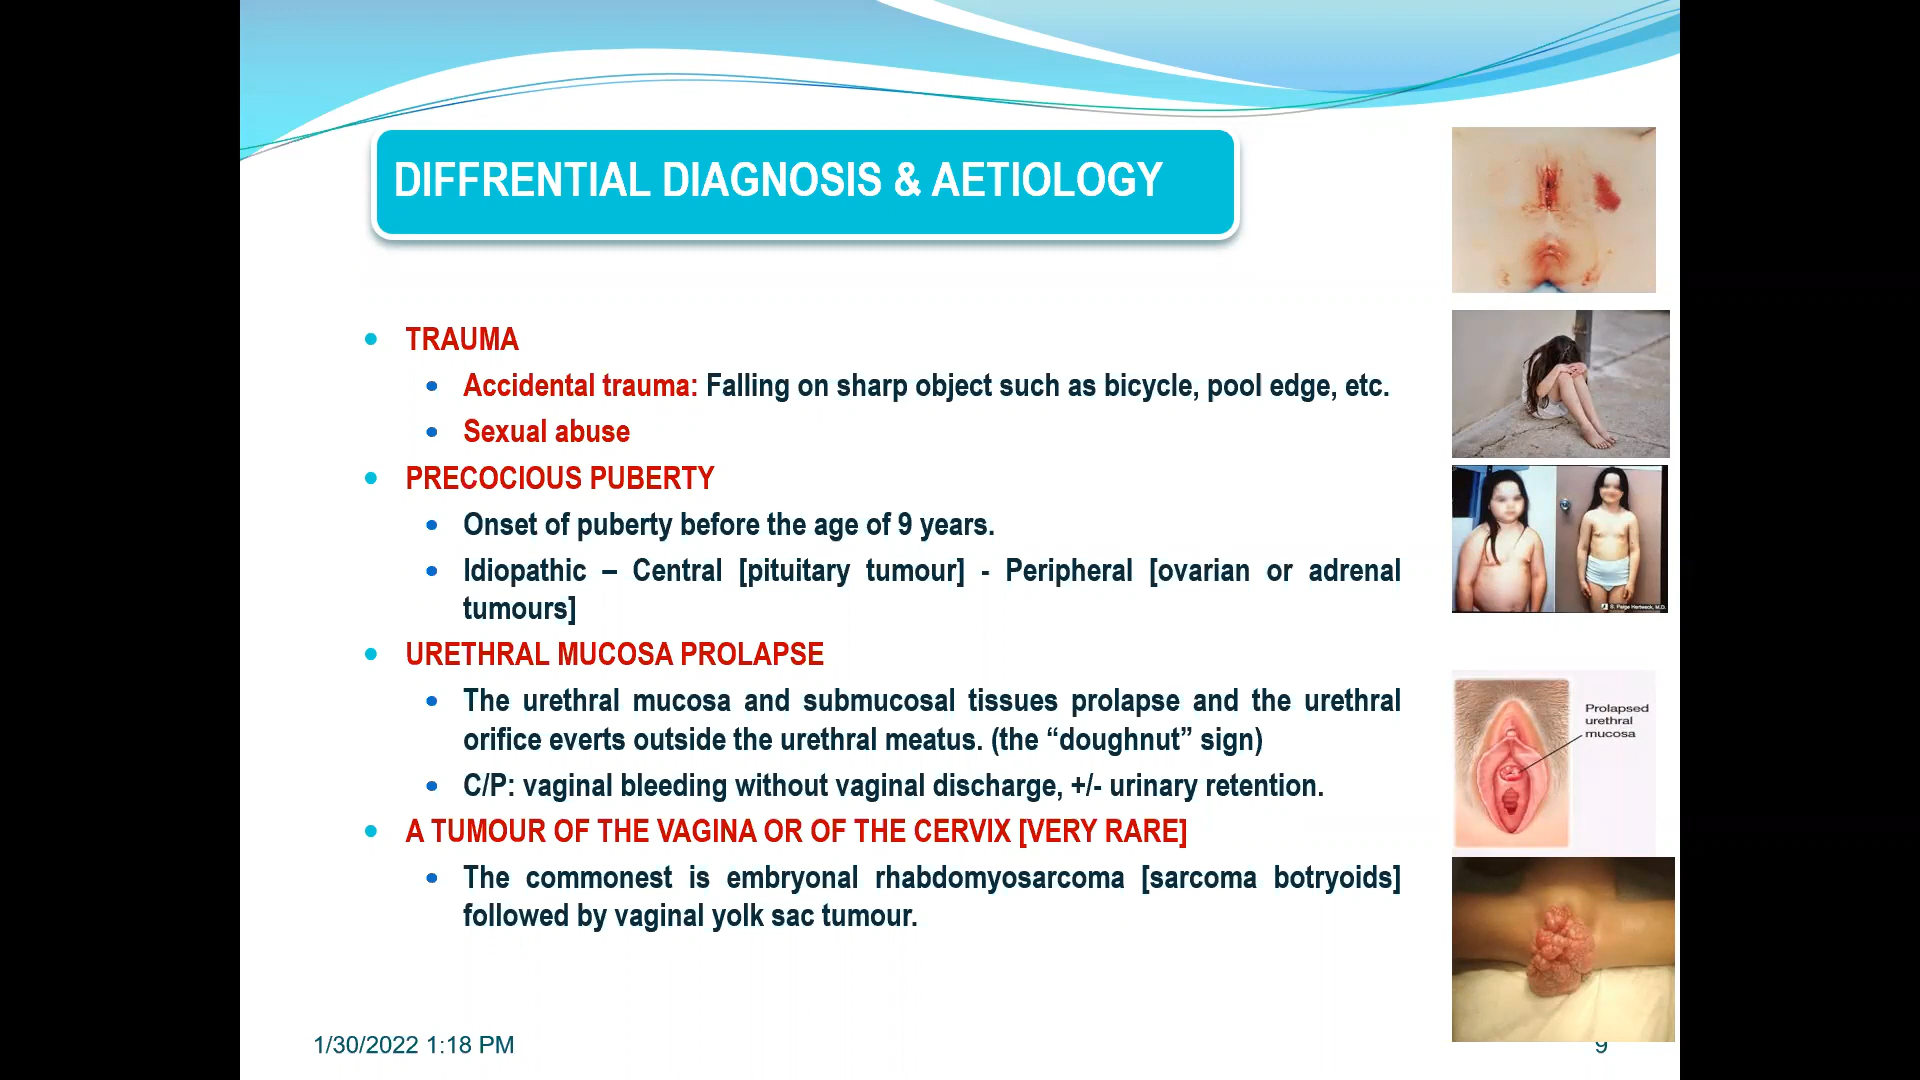 DIFFRENTIAL DIAGNOSIS & AETIOLOGY
TRAUMA
Accidental trauma: Falling on sharp object such as bicycle, pool edge, etc.
Sexual abuse
PRECOCIOUS PUBERTY
Onset of puberty before the age of 9 years.
Idiopathic – Central [pituitary tumour] - Peripheral [ovarian or adrenal
tumours]
URETHRAL MUCOSA PROLAPSE
The urethral mucosa and submucosal tissues prolapse and the urethral
orifice everts outside the urethral meatus. (the “doughnut” sign)
C/P: vaginal bleeding without vaginal discharge, +/- urinary retention.
A TUMOUR OF THE VAGINA OR OF THE CERVIX [VERY RARE]
The commonest is embryonal rhabdomyosarcoma [sarcoma botryoids]
followed by vaginal yolk sac tumour.
S. Paige Hertweck, M.D.
Prolapsed
urethral
mucosa
1/30/2022 1:18 PM
9